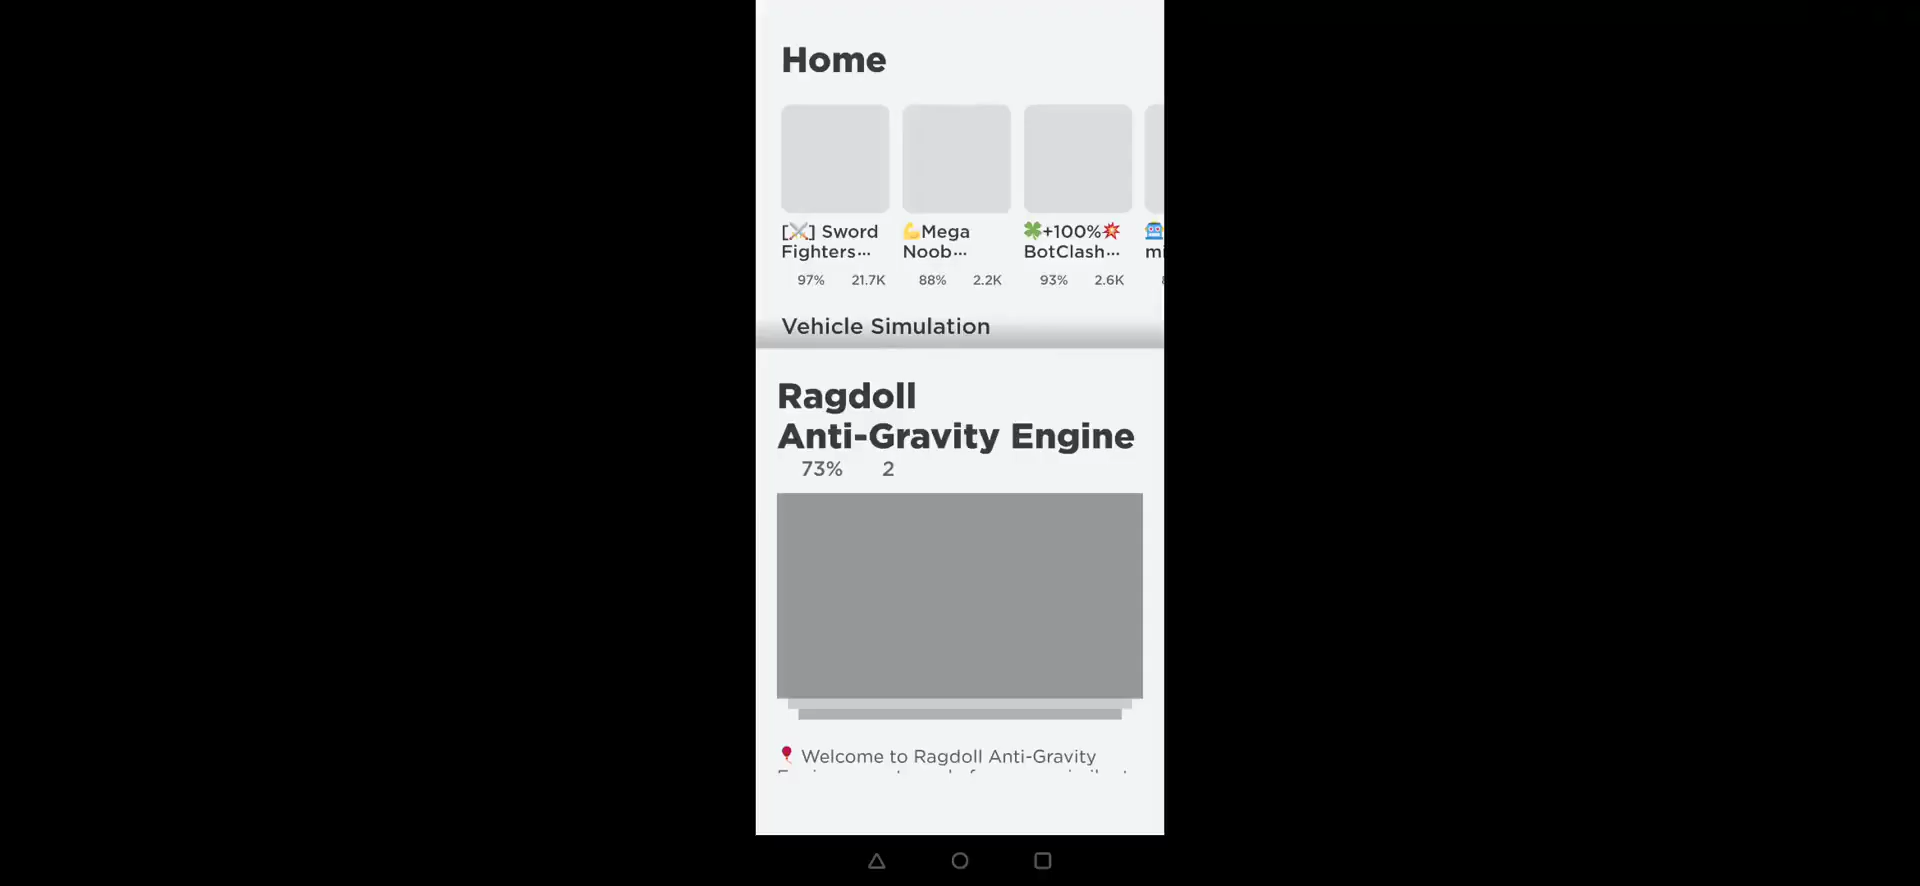 Home
[⚔️] Sword
Fighters...
97% 21.7K
💪Mega
Noob...
88% 2.2K
🍀+100%💥
BotClash...
93% 2.6K
Vehicle Simulation
Ragdoll
Anti-Gravity Engine
73% 2
🎈 Welcome to Ragdoll Anti-Gravity